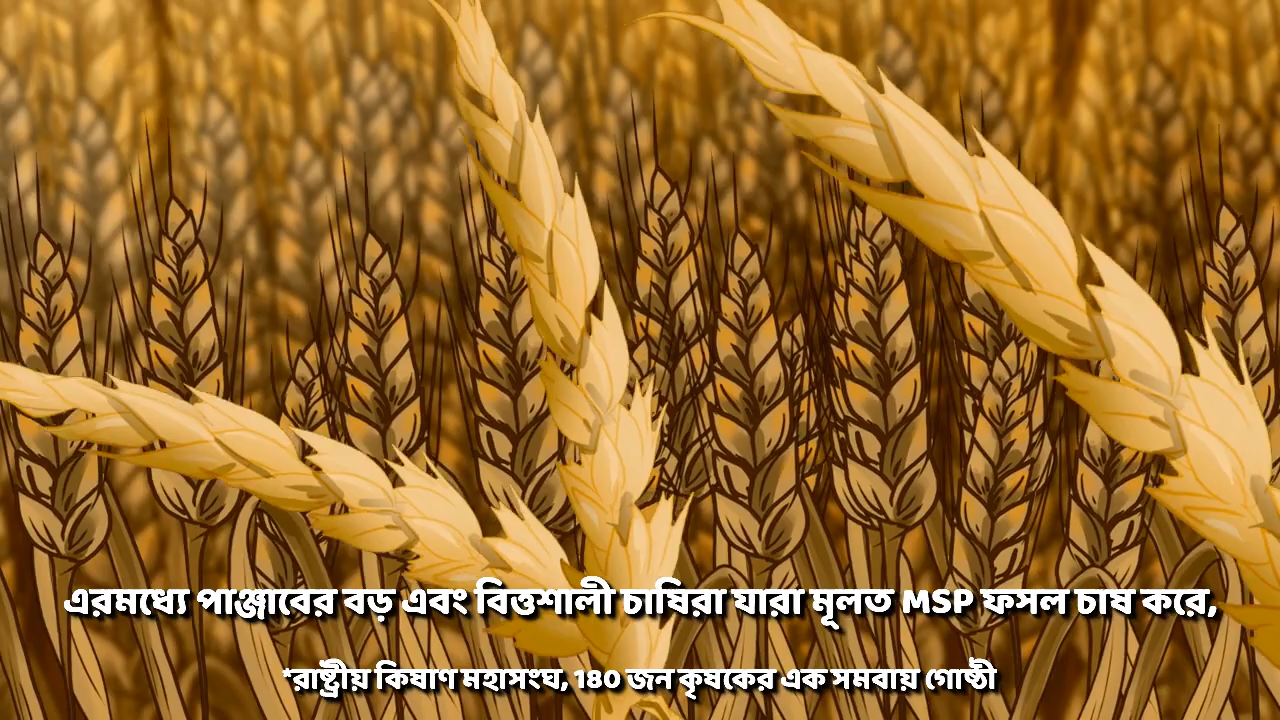 এরমধ্যে পাঞ্জাবের বড় এবং বিত্তশালী চাষিরা যারা মূলত MSP ফসল চাষ করে,
*রাষ্ট্রীয় কিষাণ মহাসংঘ, 180 জন কৃষকের এক সমবায় গোষ্ঠী